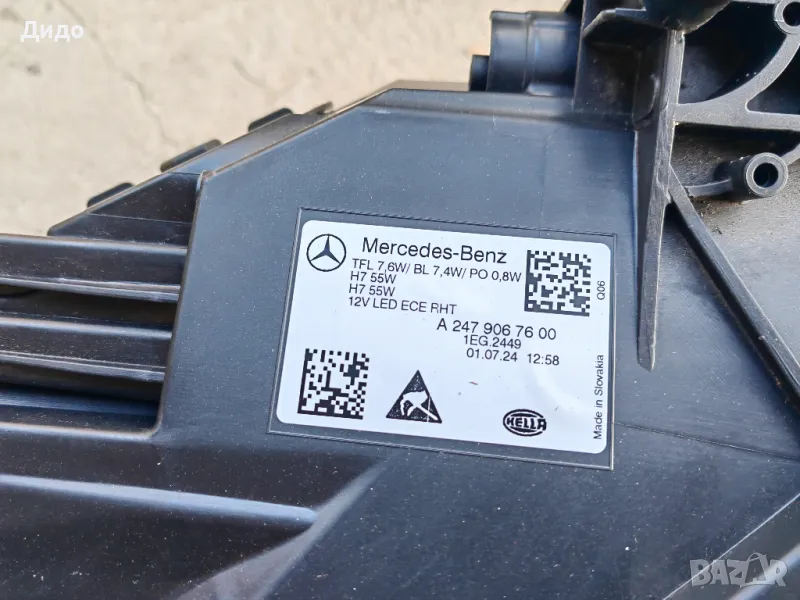 Дидо
Mercedes-Benz
TFL 7,6W/ BL 7,4W/ PO 0,8W
H7 55W
H7 55W
12V LED ECE RHT
A 247 906 76 00
1EG.2449
01.07.24 12:58
Q06
Made in Slovakia
HELLA
BAZAR